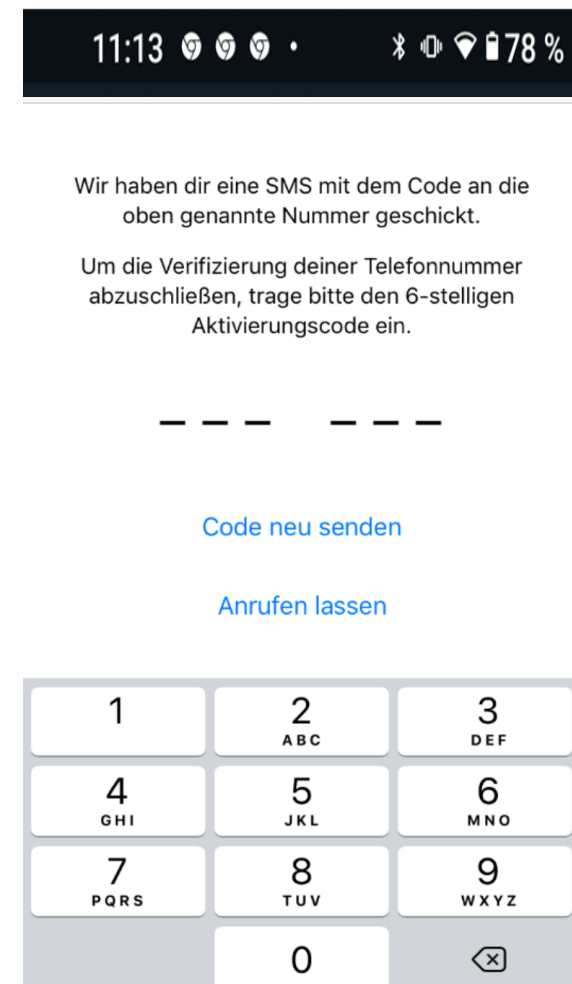 11:13 78 %
Wir haben dir eine SMS mit dem Code an die
oben genannte Nummer geschickt.
Um die Verifizierung deiner Telefonnummer
abzuschließen, trage bitte den 6-stelligen
Aktivierungscode ein.
Code neu senden
Anrufen lassen
1 2 3
ABC DEF
4 5 6
GHI JKL MNO
7 8 9
PQRS TUV WXYZ
0